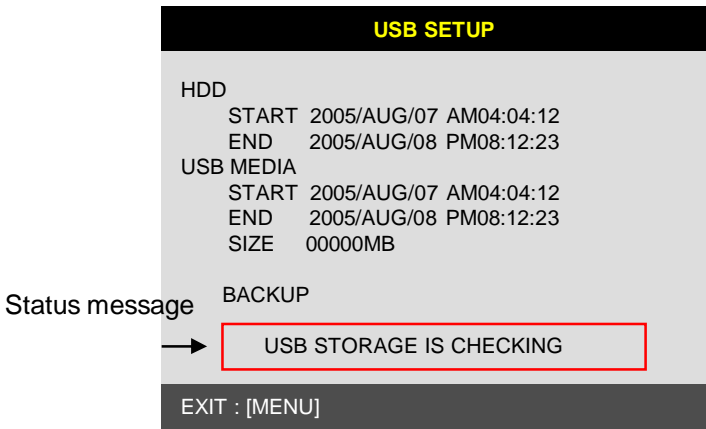 USB SETUP
HDD
START 2005/AUG/07 AM04:04:12
END 2005/AUG/08 PM08:12:23
USB MEDIA
START 2005/AUG/07 AM04:04:12
END 2005/AUG/08 PM08:12:23
SIZE 00000MB
BACKUP
Status message
USB STORAGE IS CHECKING
EXIT : [MENU]